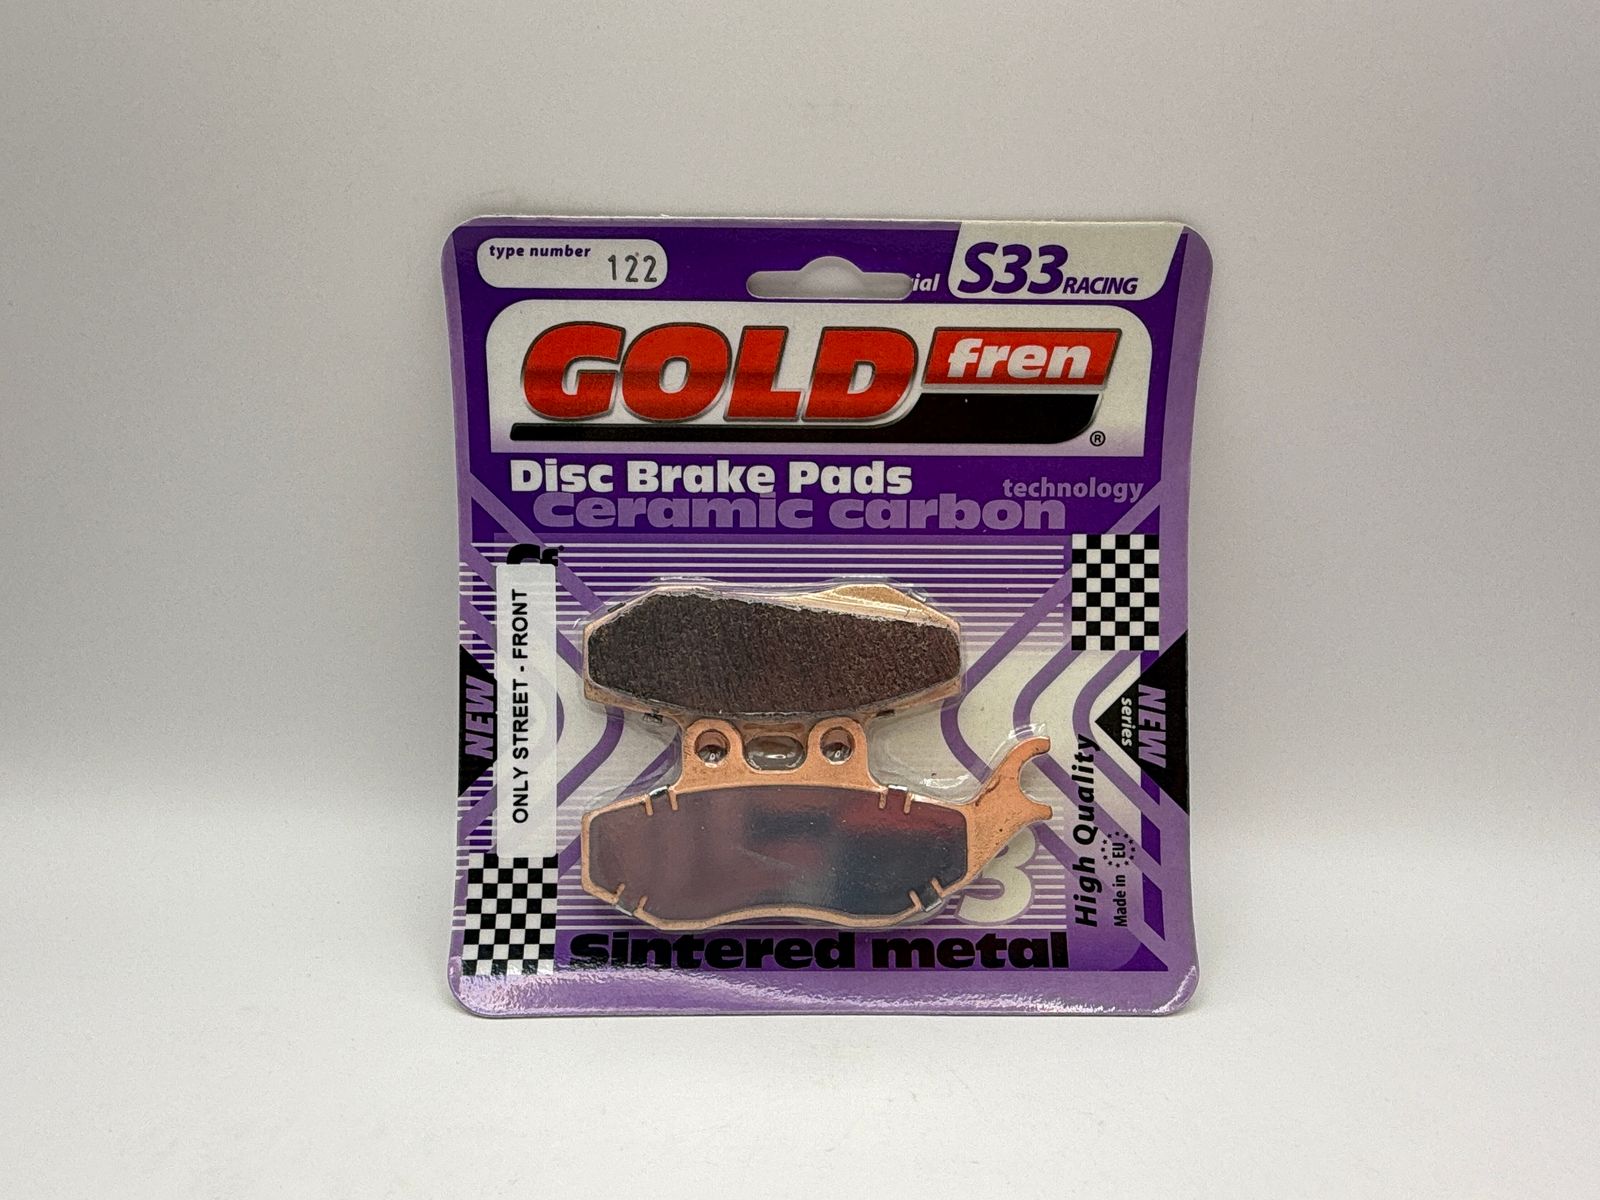 type number 122
S33 RACING
GOLD fren
®
Disc Brake Pads
technology
Ceramic carbon
ONLY STREET - FRONT
NEW
NEW
series
High Quality
Made in EU
3
Sintered metal